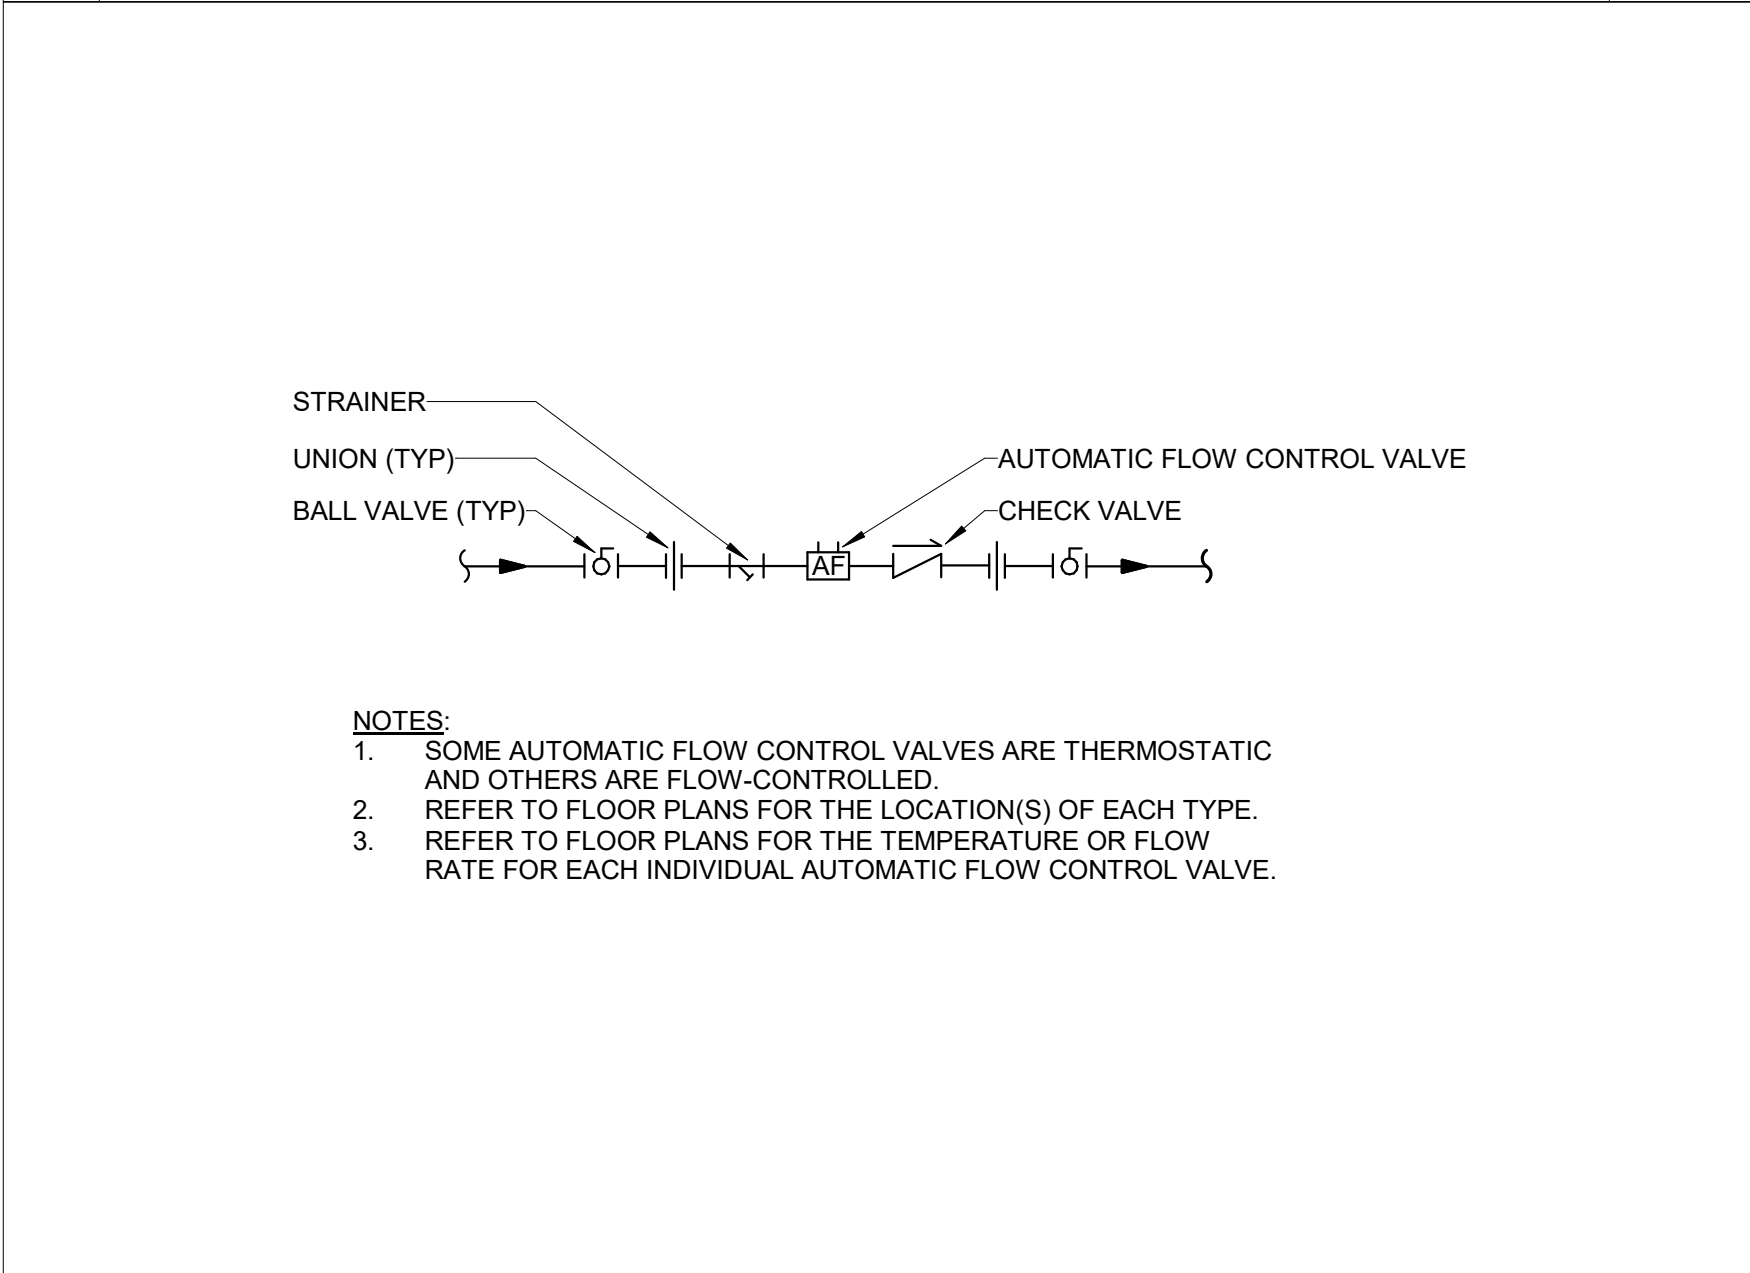 STRAINER
UNION (TYP)
BALL VALVE (TYP)
AUTOMATIC FLOW CONTROL VALVE
CHECK VALVE
AF
NOTES:
1. SOME AUTOMATIC FLOW CONTROL VALVES ARE THERMOSTATIC
AND OTHERS ARE FLOW-CONTROLLED.
2. REFER TO FLOOR PLANS FOR THE LOCATION(S) OF EACH TYPE.
3. REFER TO FLOOR PLANS FOR THE TEMPERATURE OR FLOW
RATE FOR EACH INDIVIDUAL AUTOMATIC FLOW CONTROL VALVE.